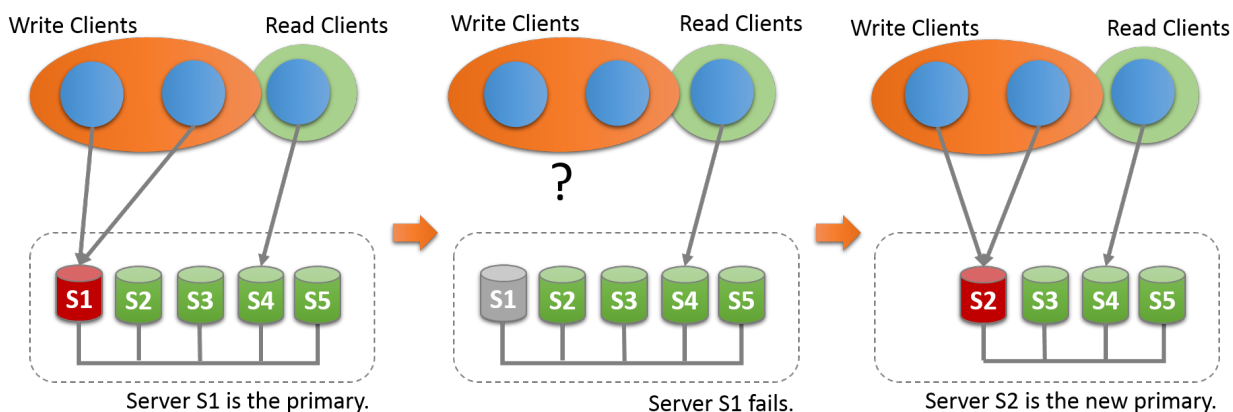 Write Clients
Read Clients
S1
S2
S3
S4
S5
Server S1 is the primary.
Write Clients
Read Clients
?
S1
S2
S3
S4
S5
Server S1 fails.
Write Clients
Read Clients
S2
S3
S4
S5
Server S2 is the new primary.